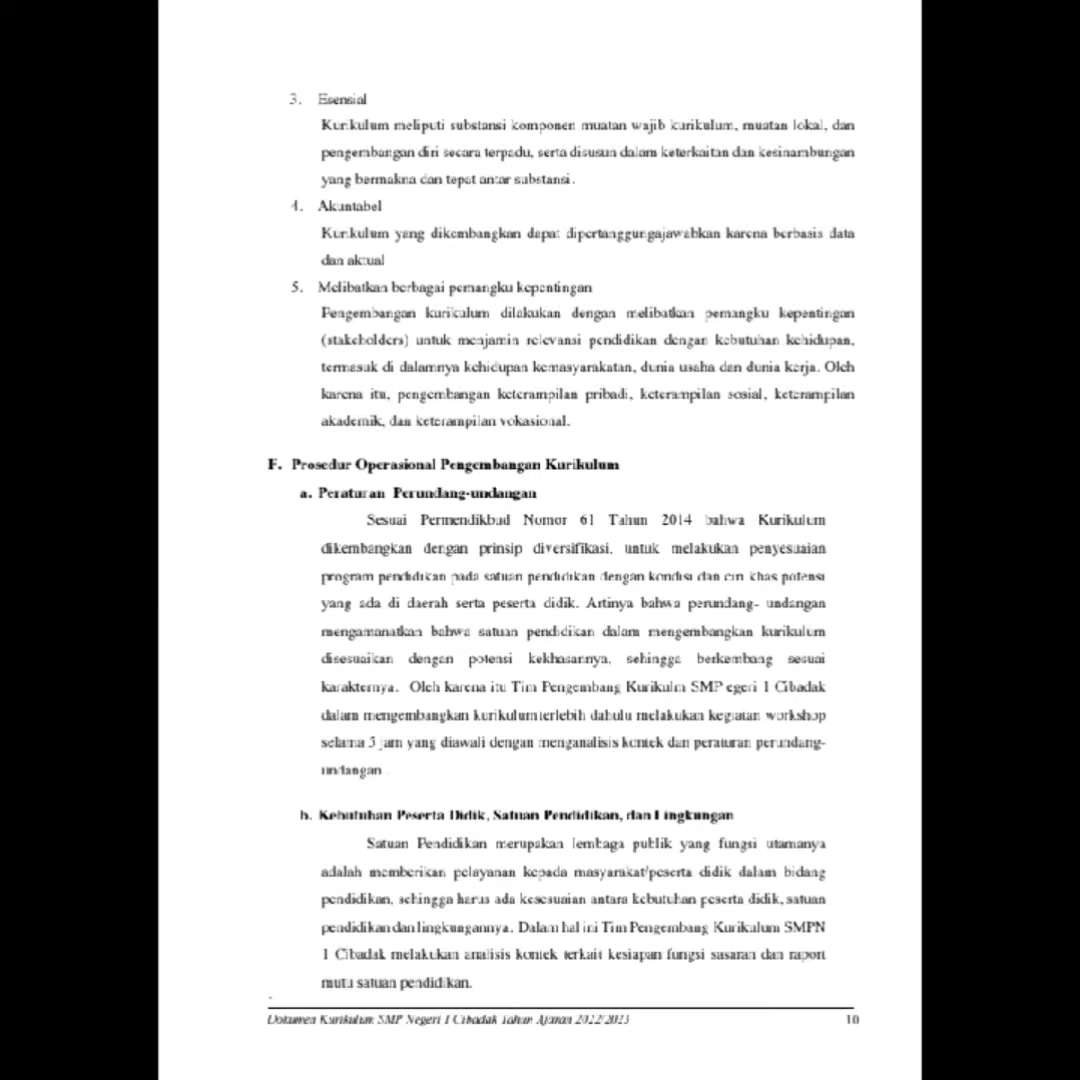 3. Esensial
Kurikulum meliputi substansi komponen muatan wajib kurikulum, muatan lokal, dan
pengembangan diri secara terpadu, serta disusun dalam keterkaitan dan kesinambungan
yang bermakna dan tepat antar substansi.
4. Akuntabel
Kurikulum yang dikembangkan dapat dipertanggungajawabkan karena berbasis data
dan aktual
5. Melibatkan berbagai pemangku kepentingan
Pengembangan kurikulum dilakukan dengan melibatkan pemangku kepentingan
(stakeholders) untuk menjamin relevansi pendidikan dengan kebutuhan kehidupan,
termasuk di dalamnya kehidupan kemasyarakatan, dunia usaha dan dunia kerja. Oleh
karena itu, pengembangan keterampilan pribadi, keterampilan sosial, keterampilan
akademik, dan keterampilan vokasional.
F. Prosedur Operasional Pengembangan Kurikulum
a. Peraturan Perundang-undangan
Sesuai Permendikbud Nomor 61 Tahun 2014 bahwa Kurikulum
dikembangkan dengan prinsip diversifikasi, untuk melakukan penyesuaian
program pendidikan pada satuan pendidikan dengan kondisi dan ciri khas potensi
yang ada di daerah serta peserta didik. Artinya bahwa perundang- undangan
mengamanatkan bahwa satuan pendidikan dalam mengembangkan kurikulum
disesuaikan dengan potensi kekhasannya, sehingga berkembang sesuai
karakternya. Oleh karena itu Tim Pengembang Kurikulm SMP egeri 1 Cibadak
dalam mengembangkan kurikulum terlebih dahulu melakukan kegiatan workshop
selama 5 jam yang diawali dengan menganalisis kontek dan peraturan perundang-
undangan
b. Kebutuhan Peserta Didik, Satuan Pendidikan, dan Lingkungan
Satuan Pendidikan merupakan lembaga publik yang fungsi utamanya
adalah memberikan pelayanan kepada masyarakat/peserta didik dalam bidang
pendidikan, sehingga harus ada kesesuaian antara kebutuhan peserta didik, satuan
pendidikan dan lingkungannya. Dalam hal ini Tim Pengembang Kurikulum SMPN
1 Cibadak melakukan analisis kontek terkait kesiapan fungsi sasaran dan raport
mutu satuan pendidikan.
Dokumen Kurikulum SMP Negeri 1 Cibadak Tahun Ajaran 2022/2023 10